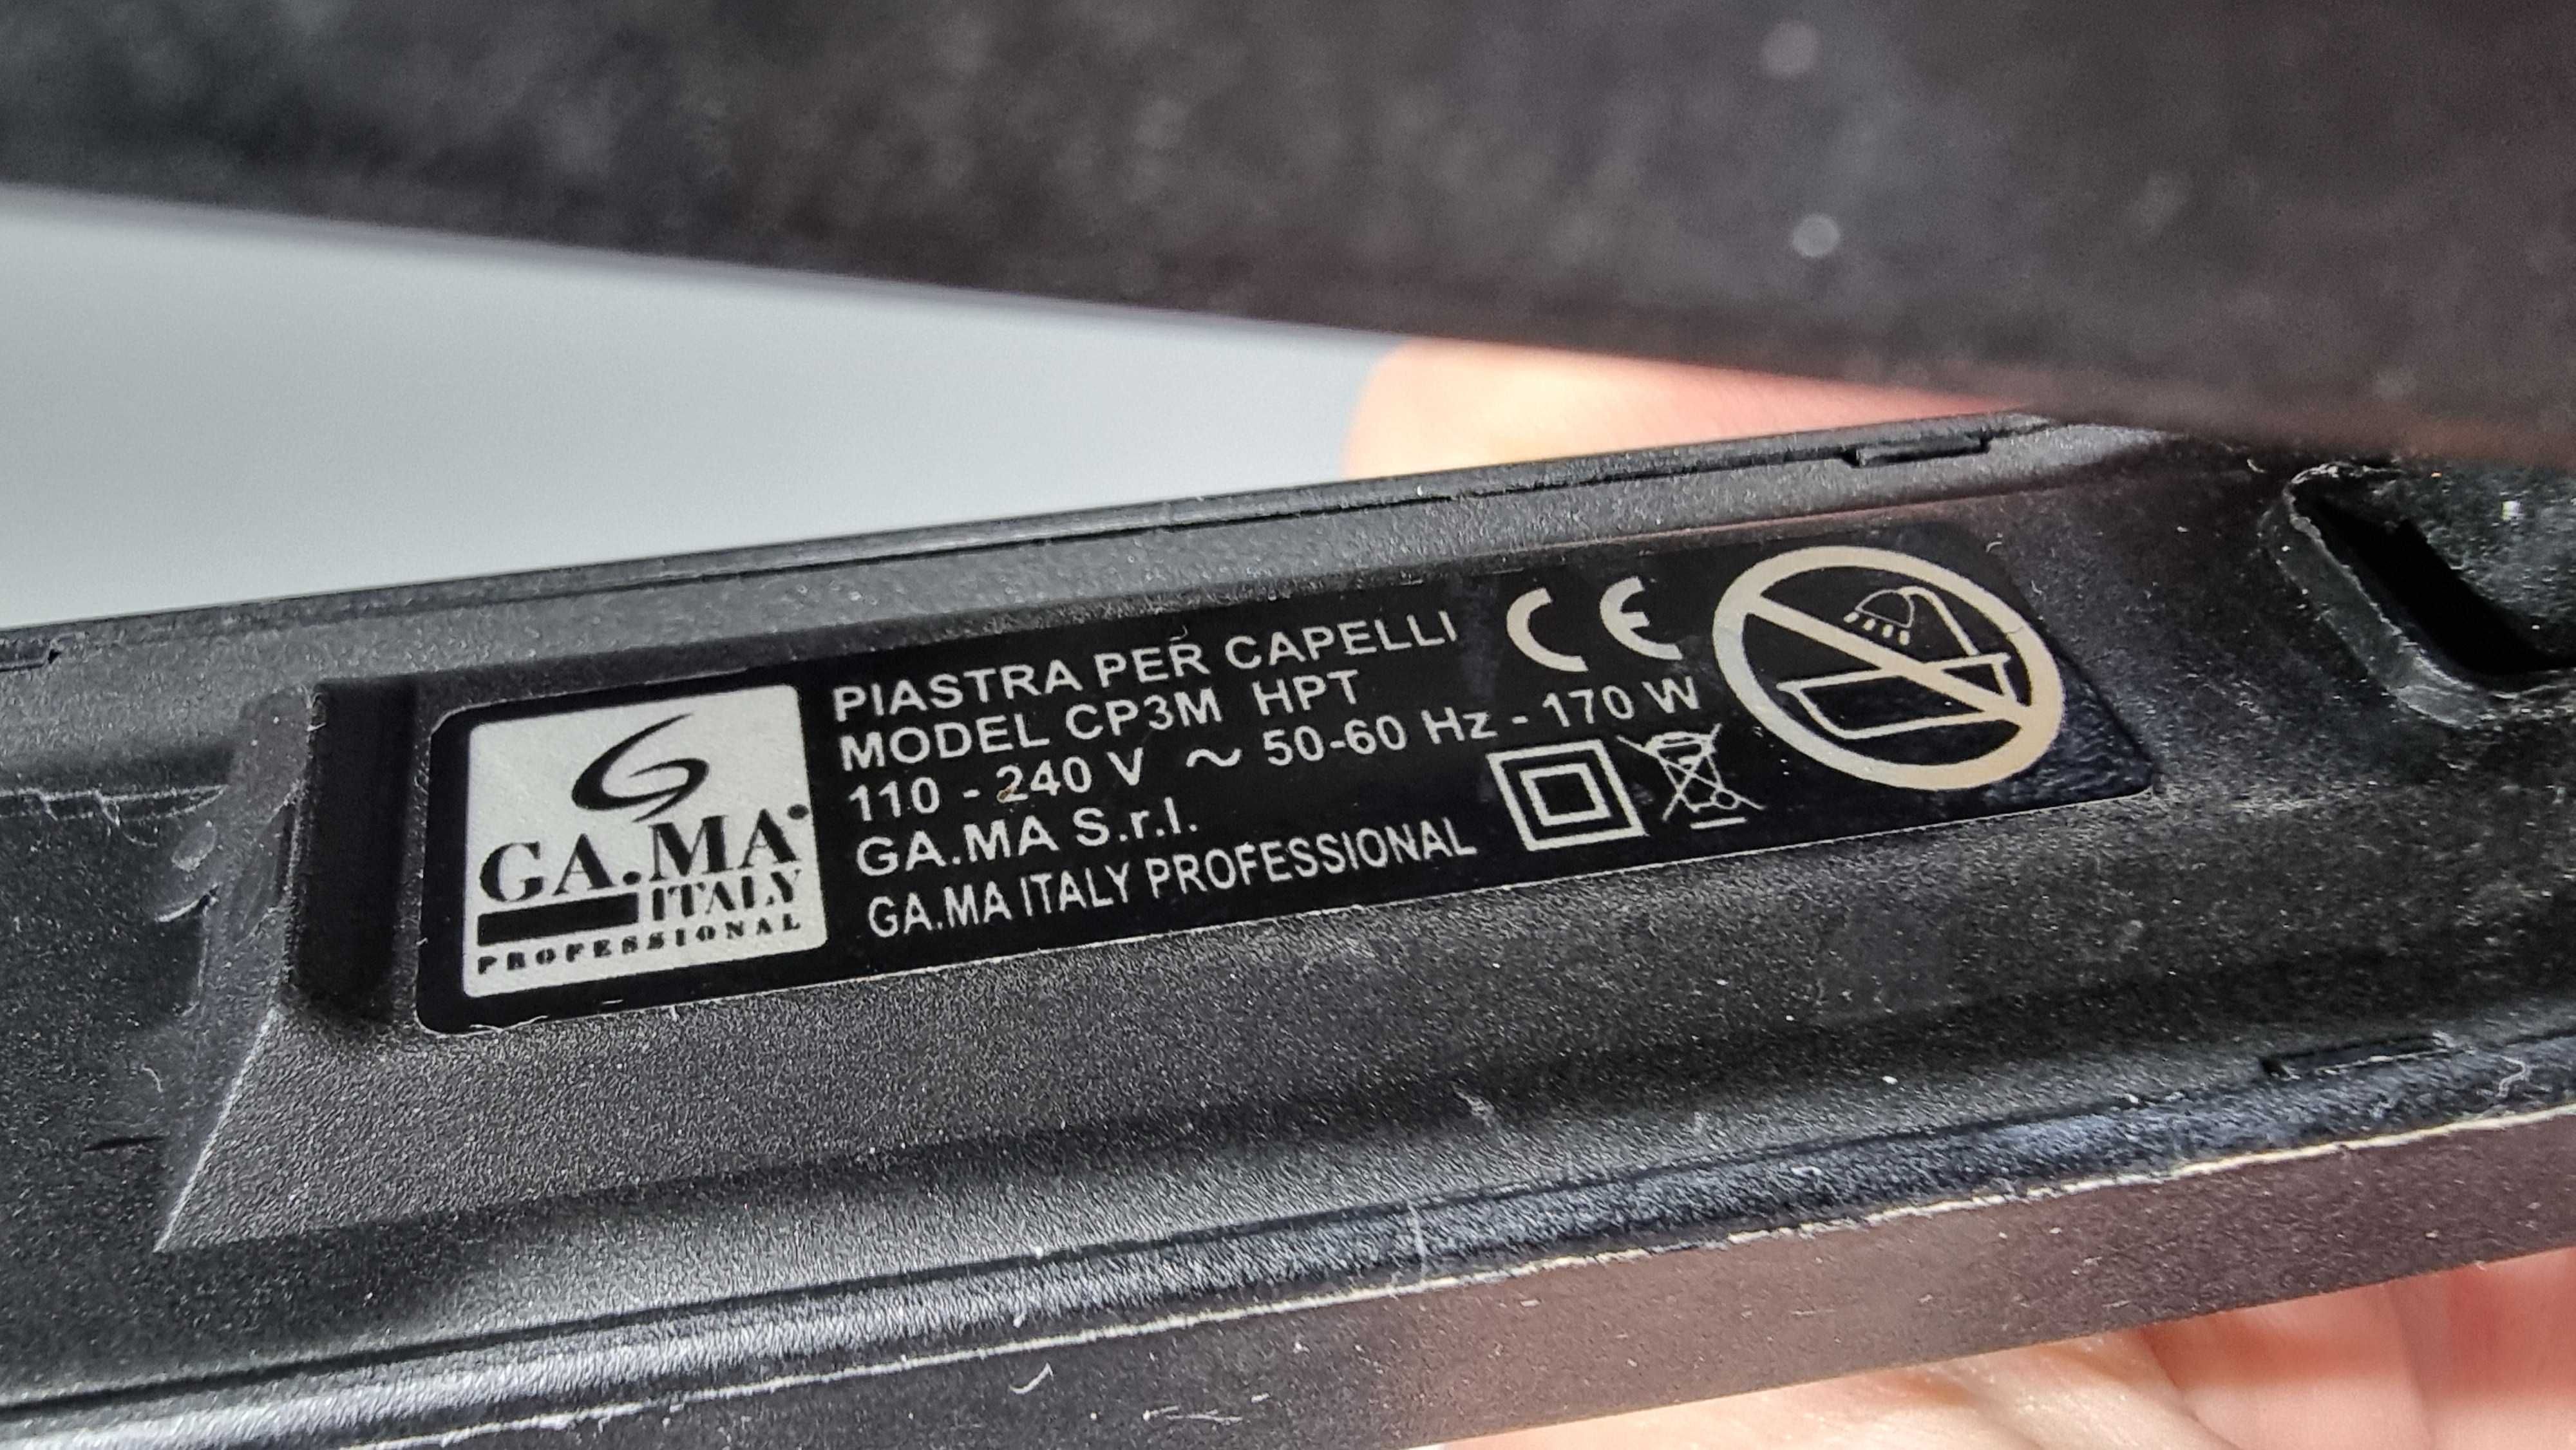 GA.MA
ITALY
PROFESSIONAL
PIASTRA PER CAPELLI
MODEL CP3M HPT
110 - 240 V ~ 50-60 Hz - 170 W
GA.MA S.r.l.
GA.MA ITALY PROFESSIONAL
CE